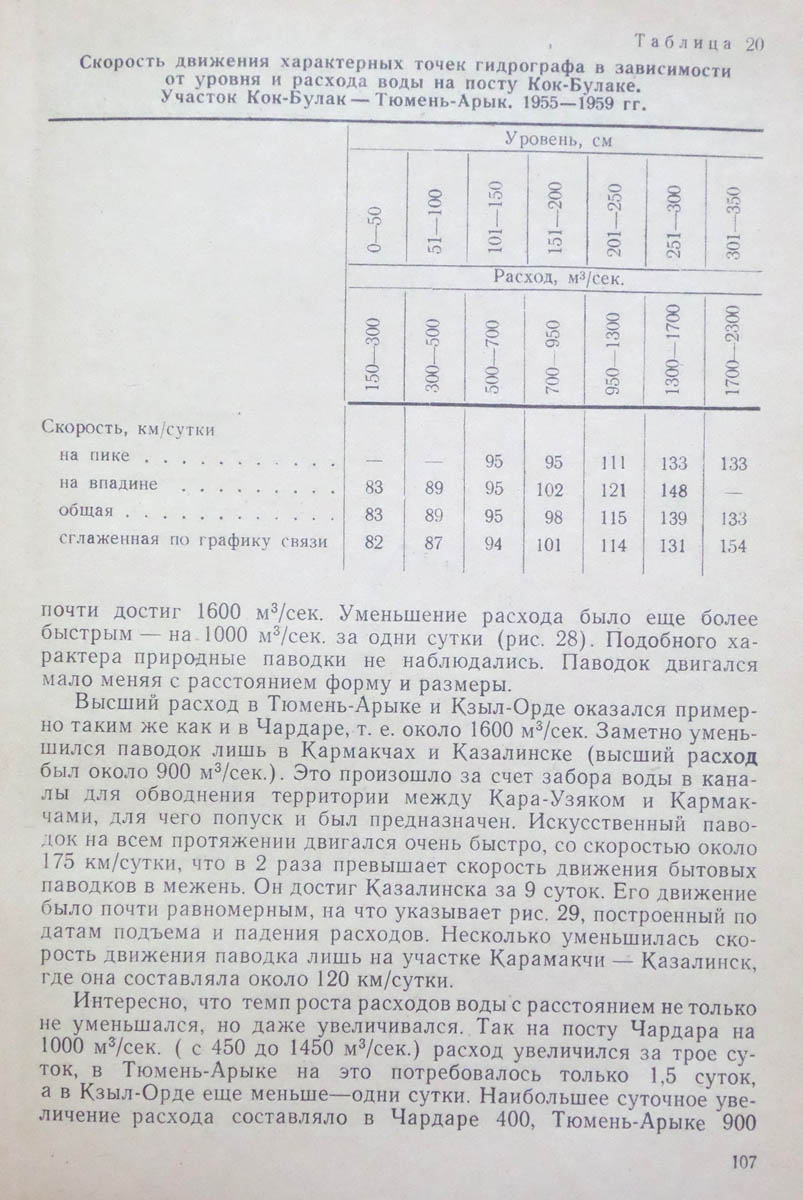 Таблица 20
Скорость движения характерных точек гидрографа в зависимости
от уровня и расхода воды на посту Кок-Булаке.
Участок Кок-Булак — Тюмень-Арык. 1955—1959 гг.
Уровень, см
0—50 51—100 101—150 151—200 201—250 251—300 301—350
Расход, м³/сек.
150—300 300—500 500—700 700—950 950—1300 1300—1700 1700—2300
Скорость, км/сутки
на пике . . . . . . . . . . . — — 95 95 111 133 133
на впадине . . . . . . . . . 83 89 95 102 121 148 —
общая . . . . . . . . . . . . 83 89 95 98 115 139 133
сглаженная по графику связи 82 87 94 101 114 131 154
почти достиг 1600 м³/сек. Уменьшение расхода было еще более
быстрым — на 1000 м³/сек. за одни сутки (рис. 28). Подобного ха-
рактера природные паводки не наблюдались. Паводок двигался
мало меняя с расстоянием форму и размеры.
Высший расход в Тюмень-Арыке и Кзыл-Орде оказался пример-
но таким же как и в Чардаре, т. е. около 1600 м³/сек. Заметно умень-
шился паводок лишь в Кармакчах и Казалинске (высший расход
был около 900 м³/сек.). Это произошло за счет забора воды в кана-
лы для обводнения территории между Кара-Узяком и Кармак-
чами, для чего попуск и был предназначен. Искусственный паво-
док на всем протяжении двигался очень быстро, со скоростью около
175 км/сутки, что в 2 раза превышает скорость движения бытовых
паводков в межень. Он достиг Казалинска за 9 суток. Его движение
было почти равномерным, на что указывает рис. 29, построенный по
датам подъема и падения расходов. Несколько уменьшилась ско-
рость движения паводка лишь на участке Карамакчи — Казалинск,
где она составляла около 120 км/сутки.
Интересно, что темп роста расходов воды с расстоянием не только
не уменьшался, но даже увеличивался. Так на посту Чардара на
1000 м³/сек. ( с 450 до 1450 м³/сек.) расход увеличился за трое су-
ток, в Тюмень-Арыке на это потребовалось только 1,5 суток,
а в Кзыл-Орде еще меньше—одни сутки. Наибольшее суточное уве-
личение расхода составляло в Чардаре 400, Тюмень-Арыке 900
107